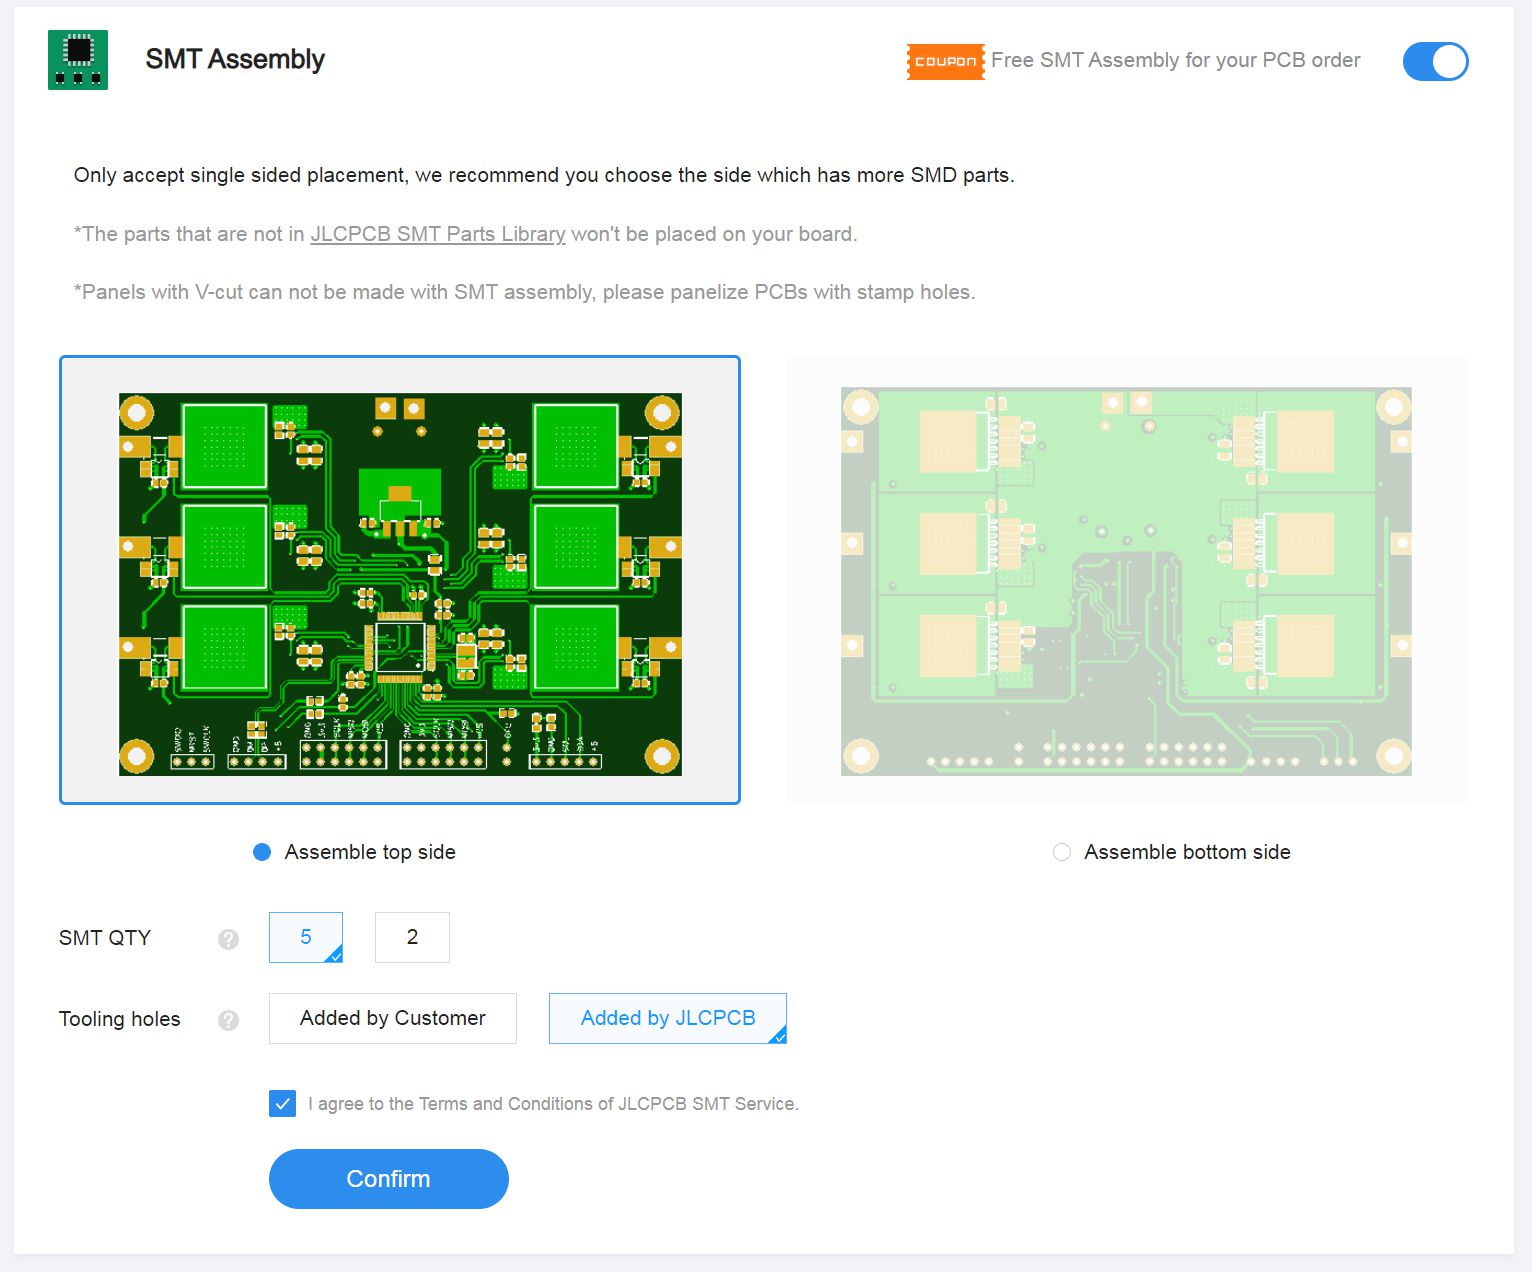 SMT Assembly
COUPON Free SMT Assembly for your PCB order
Only accept single sided placement, we recommend you choose the side which has more SMD parts.
*The parts that are not in JLCPCB SMT Parts Library won't be placed on your board.
*Panels with V-cut can not be made with SMT assembly, please panelize PCBs with stamp holes.
Assemble top side
Assemble bottom side
SMT QTY ? 5 2
Tooling holes ? Added by Customer Added by JLCPCB
I agree to the Terms and Conditions of JLCPCB SMT Service.
Confirm